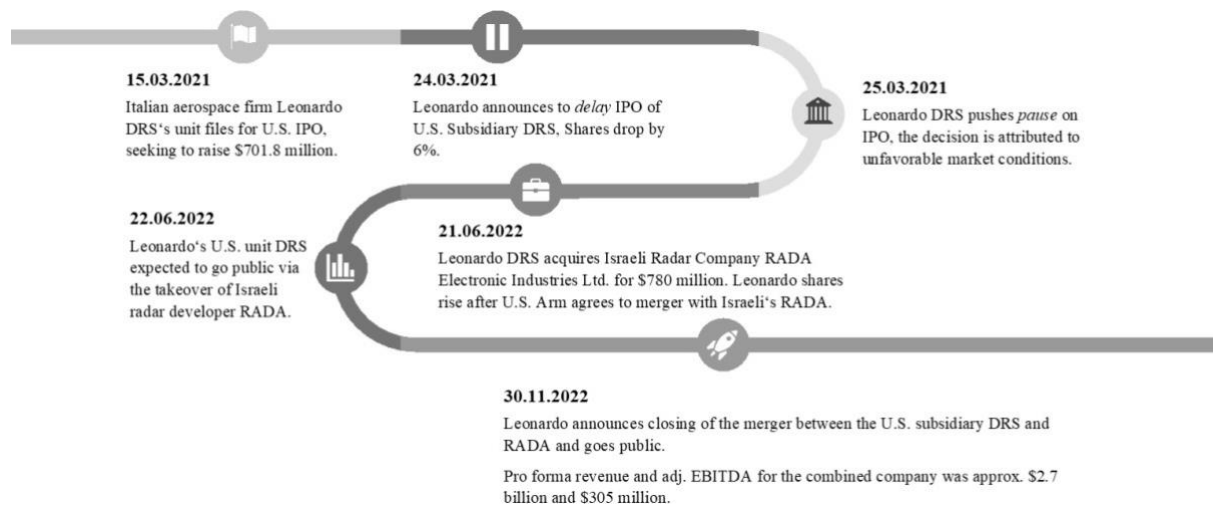 15.03.2021
Italian aerospace firm Leonardo
DRS‘s unit files for U.S. IPO,
seeking to raise $701.8 million.
24.03.2021
Leonardo announces to delay IPO of
U.S. Subsidiary DRS, Shares drop by
6%.
25.03.2021
Leonardo DRS pushes pause on
IPO, the decision is attributed to
unfavorable market conditions.
21.06.2022
Leonardo DRS acquires Israeli Radar Company RADA
Electronic Industries Ltd. for $780 million. Leonardo shares
rise after U.S. Arm agrees to merger with Israeli‘s RADA.
22.06.2022
Leonardo‘s U.S. unit DRS
expected to go public via
the takeover of Israeli
radar developer RADA.
30.11.2022
Leonardo announces closing of the merger between the U.S. subsidiary DRS and
RADA and goes public.
Pro forma revenue and adj. EBITDA for the combined company was approx. $2.7
billion and $305 million.